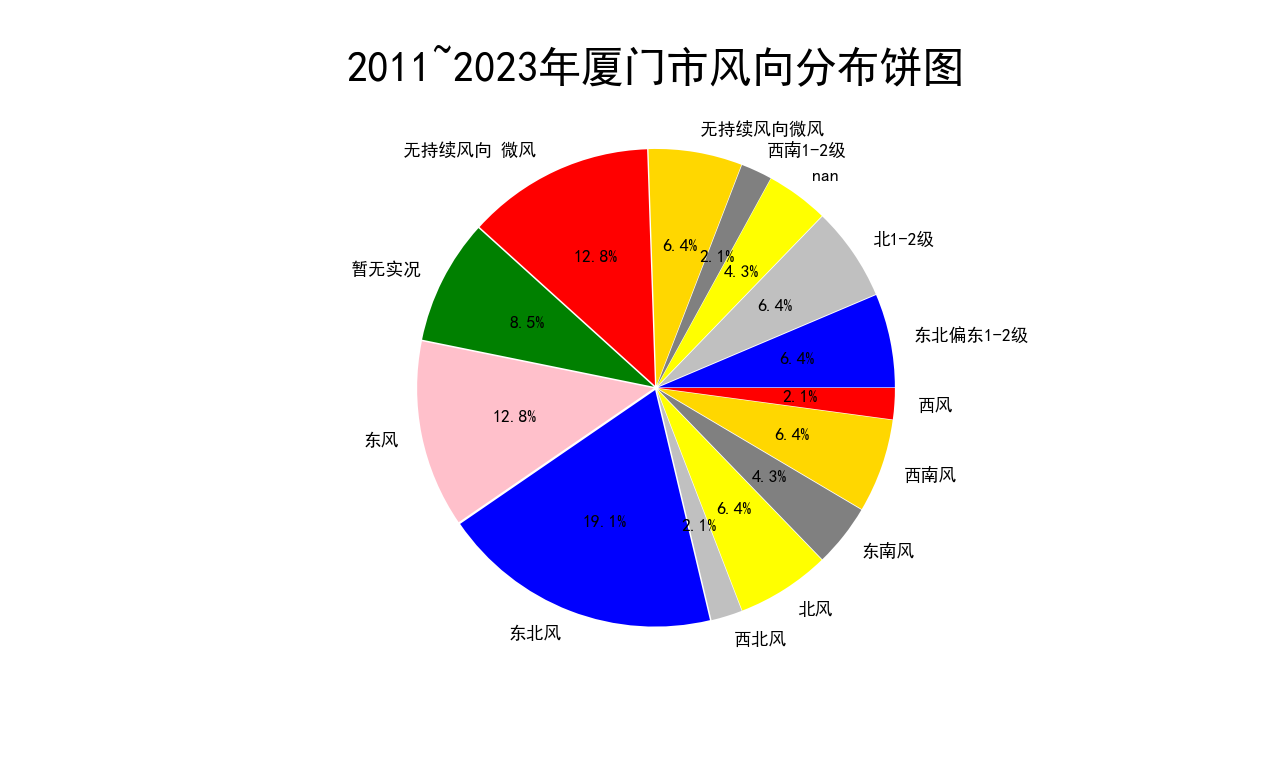 2011~2023年厦门市风向分布饼图
无持续风向微风
无持续风向 微风
西南1-2级
nan
北1-2级
6.4%
12.8%
2.1%
暂无实况
4.3%
6.4%
8.5%
东北偏东1-2级
6.4%
2.1%
西风
12.8%
东风
6.4%
西南风
4.3%
6.4%
19.1%
2.1%
东南风
北风
东北风
西北风